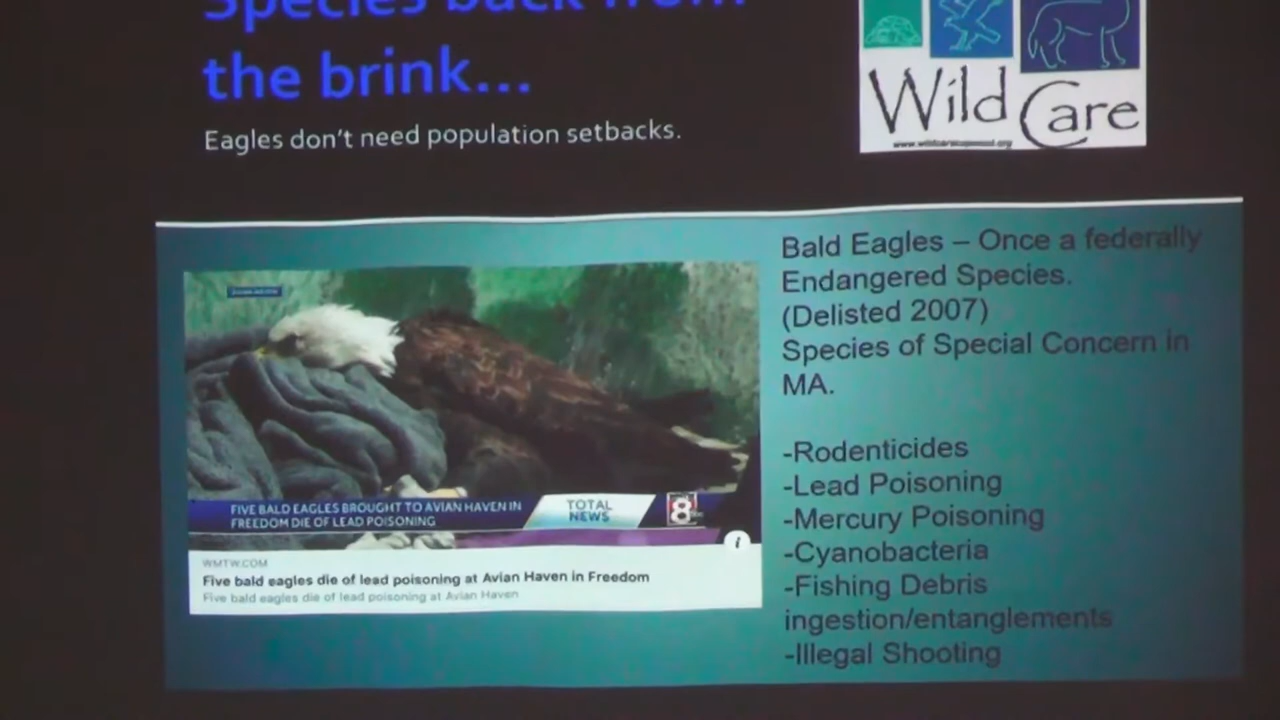 Species back from
the brink...
Eagles don't need population setbacks.
Wild Care
Bald Eagles – Once a federally
Endangered Species.
(Delisted 2007)
Species of Special Concern in
MA.
-Rodenticides
-Lead Poisoning
-Mercury Poisoning
-Cyanobacteria
-Fishing Debris
ingestion/entanglements
-Illegal Shooting
FIVE BALD EAGLES BROUGHT TO AVIAN HAVEN IN
FREEDOM DIE OF LEAD POISONING
TOTAL
NEWS
8
i
WMTW.COM
Five bald eagles die of lead poisoning at Avian Haven in Freedom
Five bald eagles die of lead poisoning at Avian Haven